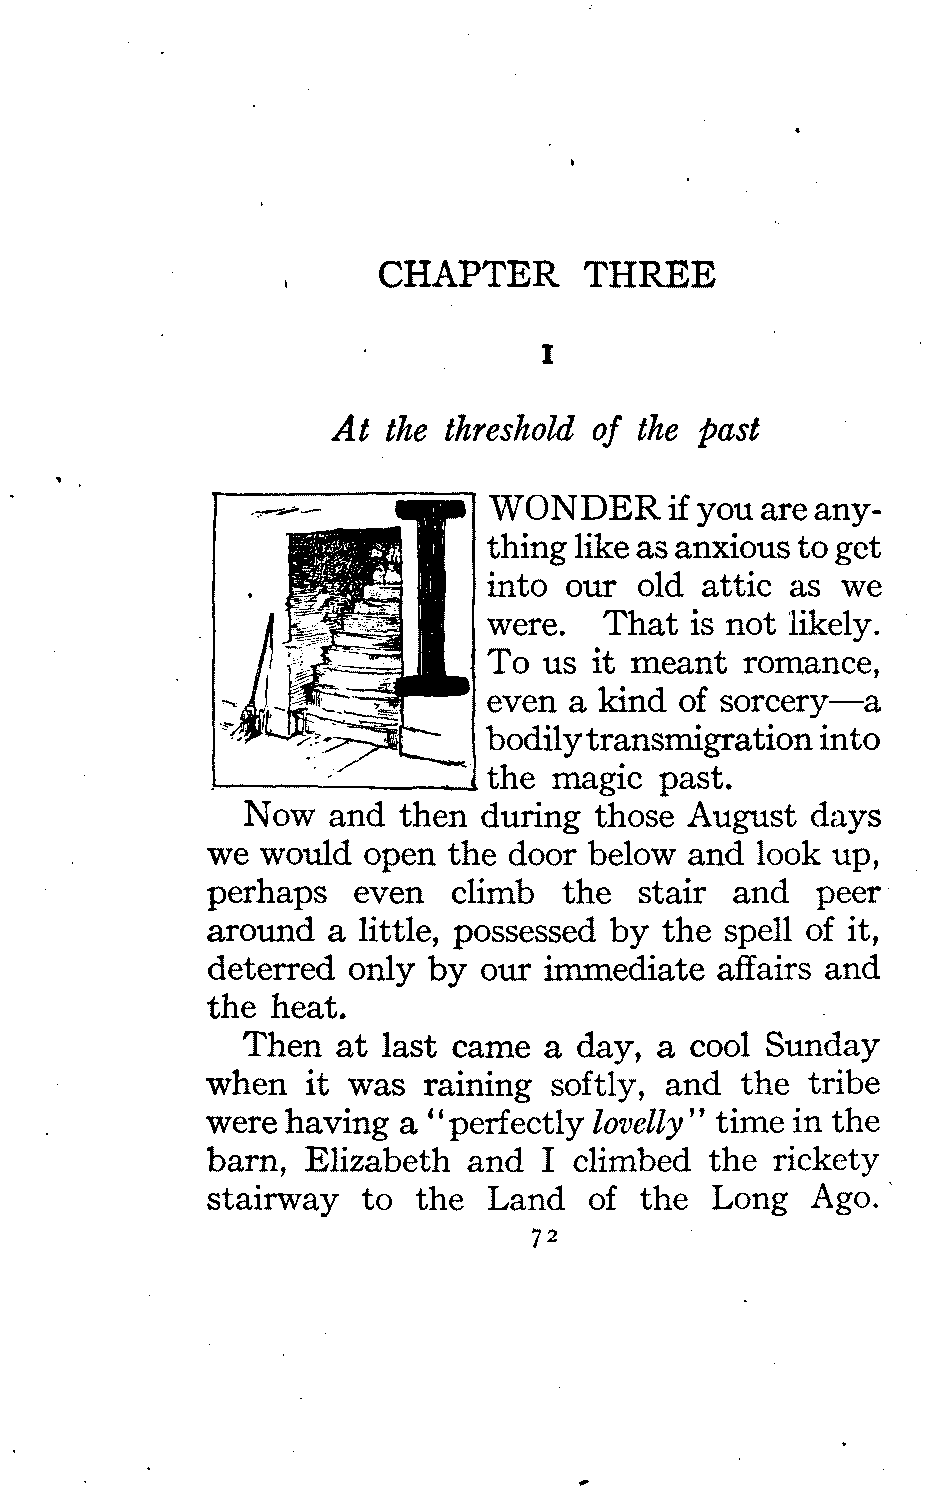 CHAPTER THREE
I
At the threshold of the past
I WONDER if you are any-
thing like as anxious to get
into our old attic as we
were. That is not likely.
To us it meant romance,
even a kind of sorcery—a
bodily transmigration into
the magic past.
Now and then during those August days
we would open the door below and look up,
perhaps even climb the stair and peer
around a little, possessed by the spell of it,
deterred only by our immediate affairs and
the heat.
Then at last came a day, a cool Sunday
when it was raining softly, and the tribe
were having a "perfectly lovelly" time in the
barn, Elizabeth and I climbed the rickety
stairway to the Land of the Long Ago.
72